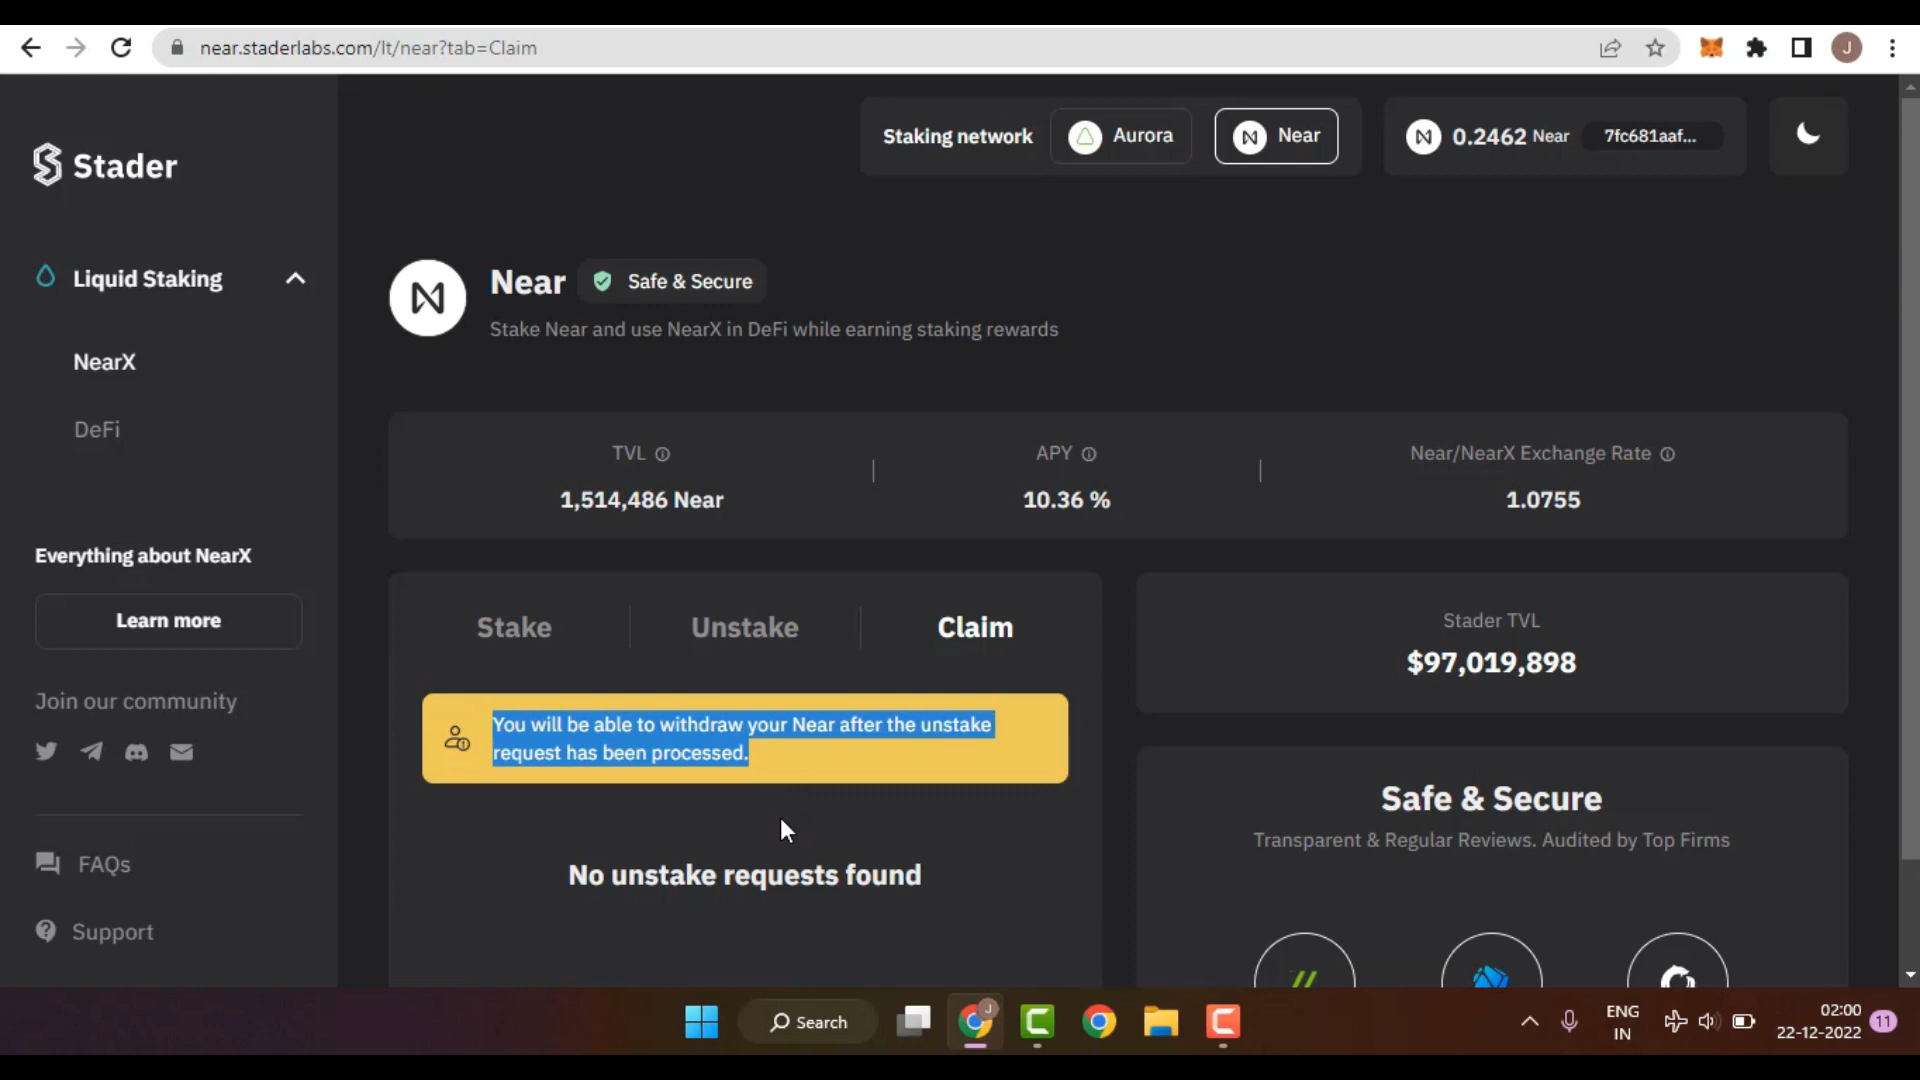 near.staderlabs.com/lt/near?tab=Claim
J
Stader
Staking network
Aurora
Near
0.2462 Near
7fc681aaf...
Liquid Staking
NearX
DeFi
Everything about NearX
Learn more
Join our community
FAQs
Support
Near
Safe & Secure
Stake Near and use NearX in DeFi while earning staking rewards
TVL
1,514,486 Near
APY
10.36 %
Near/NearX Exchange Rate
1.0755
Stake
Unstake
Claim
You will be able to withdraw your Near after the unstake
request has been processed.
No unstake requests found
Stader TVL
$97,019,898
Safe & Secure
Transparent & Regular Reviews. Audited by Top Firms
Search
J
ENG
IN
02:00
22-12-2022
11